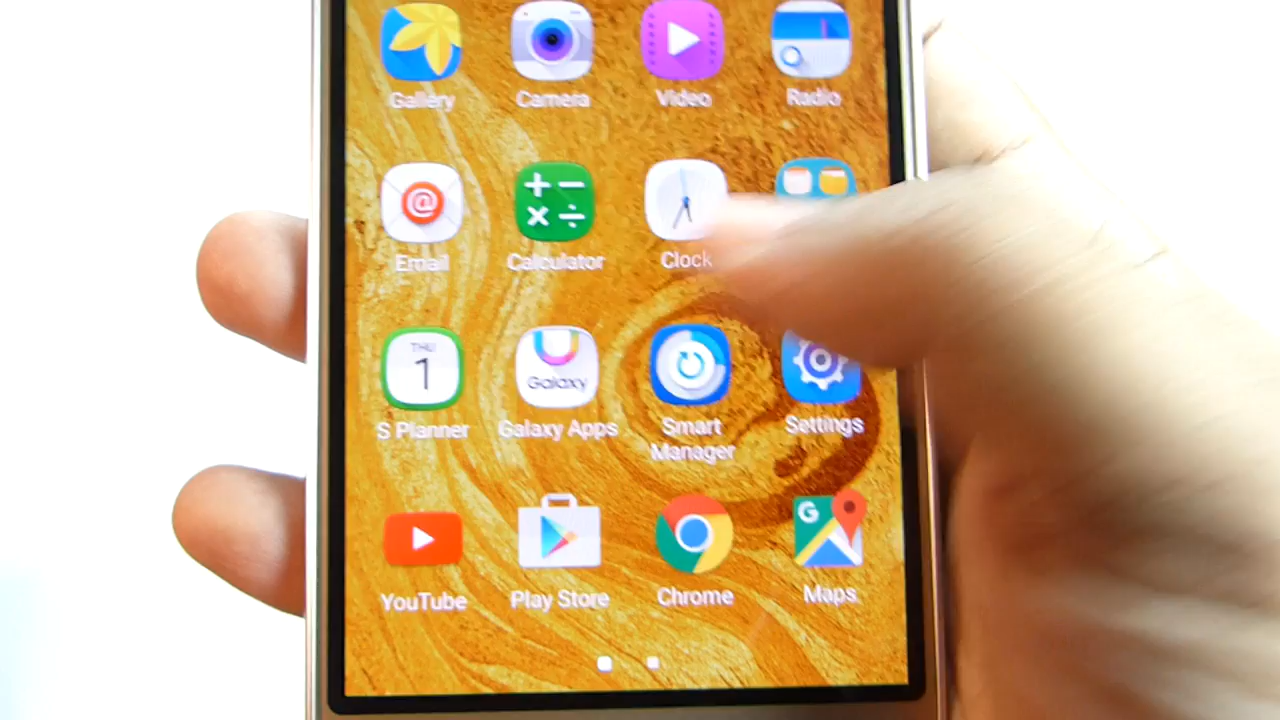 Gallery Camera Video Radio
@
Email Calculator Clock
THU
1
Galaxy
S Planner Galaxy Apps Smart Manager Settings
G
YouTube Play Store Chrome Maps